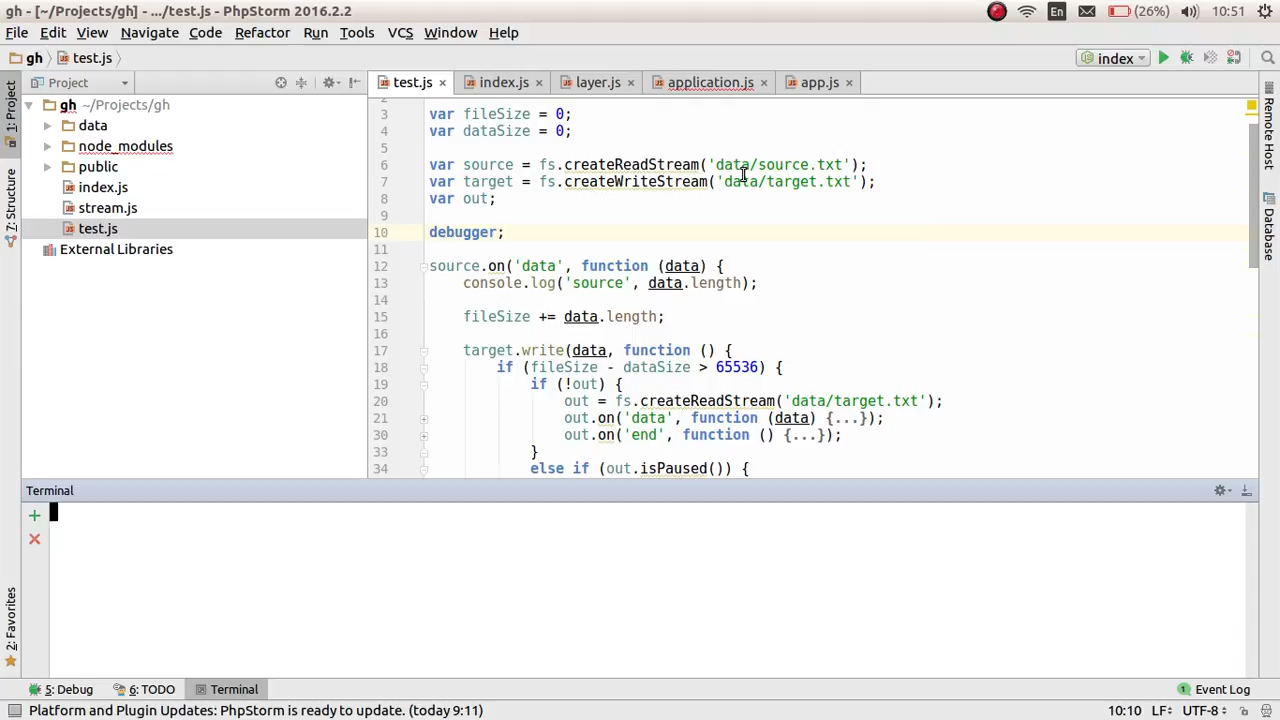 gh - [~/Projects/gh] - .../test.js - PhpStorm 2016.2.2
En
(26%)
10:51
File Edit View Navigate Code Refactor Run Tools VCS Window Help
gh
test.js
index
1: Project
7: Structure
2: Favorites
Project
gh ~/Projects/gh
data
node_modules
public
index.js
stream.js
test.js
External Libraries
test.js
index.js
layer.js
application.js
app.js
2
3 var fileSize = 0;
4 var dataSize = 0;
5
6 var source = fs.createReadStream('data/source.txt');
7 var target = fs.createWriteStream('data/target.txt');
8 var out;
9
10 debugger;
11
12 source.on('data', function (data) {
13 console.log('source', data.length);
14
15 fileSize += data.length;
16
17 target.write(data, function () {
18 if (fileSize - dataSize > 65536) {
19 if (!out) {
20 out = fs.createReadStream('data/target.txt');
21 out.on('data', function (data) {...});
30 out.on('end', function () {...});
33 }
34 else if (out.isPaused()) {
Remote Host
Database
Terminal
5: Debug
6: TODO
Terminal
1 Event Log
Platform and Plugin Updates: PhpStorm is ready to update. (today 9:11)
10:10 LF÷ UTF-8÷